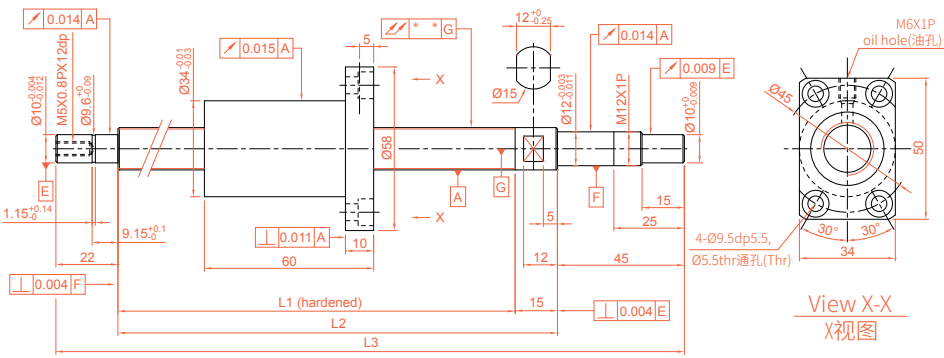 0.014 A
M5X0.8PX12dp
Ø10 -0.004 -0.012
Ø9.6 +0 -0.09
Ø34 -0.01 -0.03
0.015 A
5
* * G
X
12 +0 -0.25
Ø15
0.014 A
Ø12 -0.003 -0.011
M12X1P
0.009 E
Ø10 +0 -0.009
M6X1P
oil hole(油孔)
Ø45
50
Ø58
E
A
G
F
X
1.15 +0.14 -0
9.15 +0.1 -0
0.011 A
10
60
22
5
12
15
25
45
0.004 F
L1 (hardened)
15
0.004 E
L2
L3
4-Ø9.5dp5.5,
Ø5.5thr通孔(Thr)
30° 30°
34
View X-X
X视图